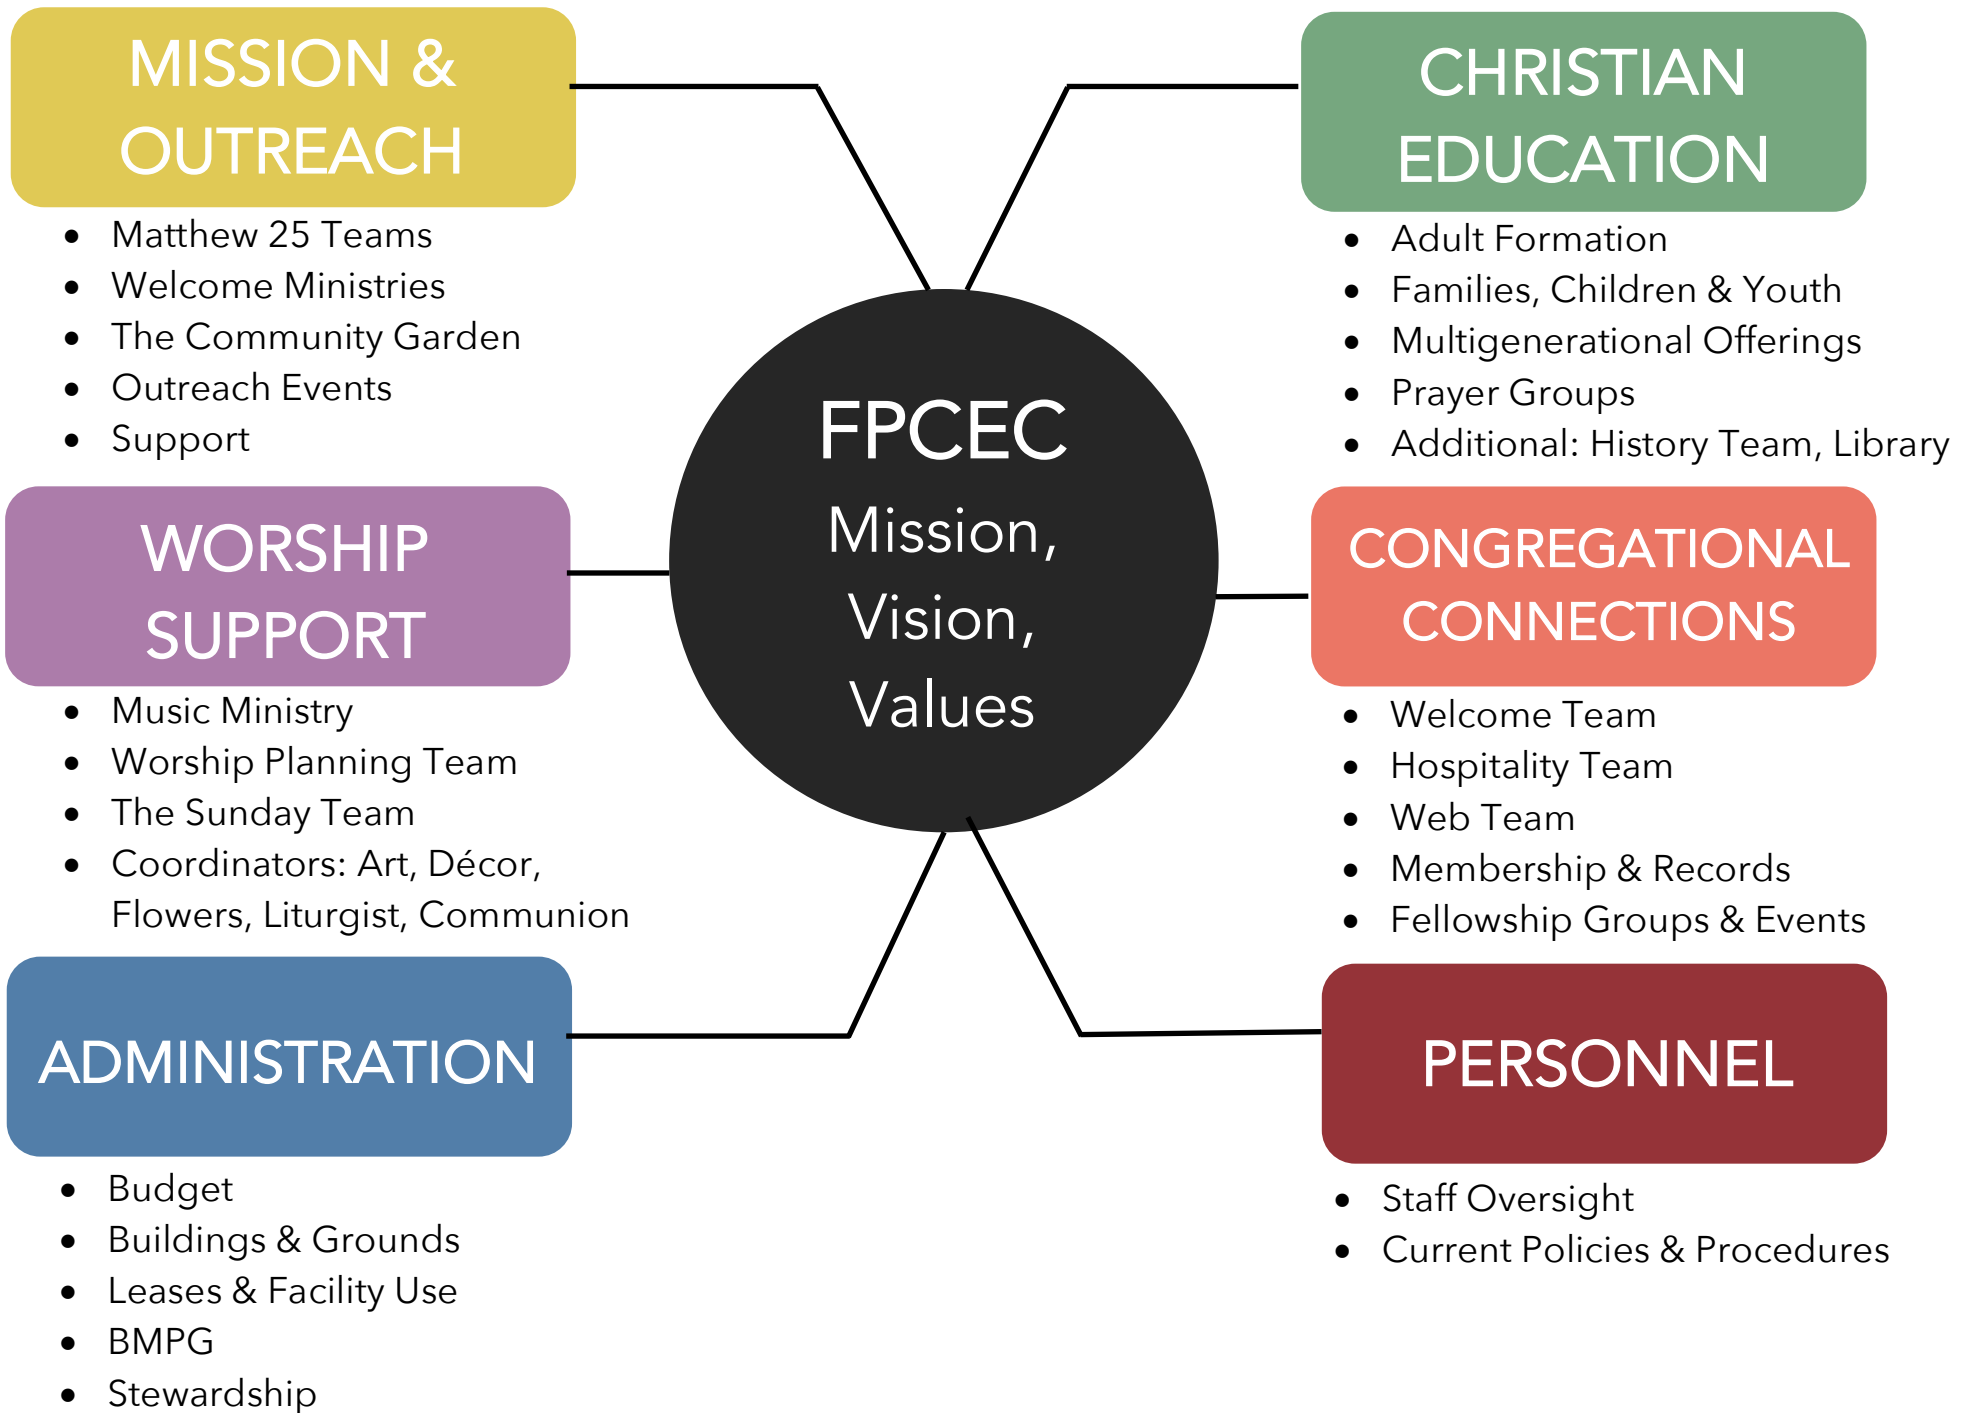 MISSION &
OUTREACH
• Matthew 25 Teams
• Welcome Ministries
• The Community Garden
• Outreach Events
• Support
WORSHIP
SUPPORT
• Music Ministry
• Worship Planning Team
• The Sunday Team
• Coordinators: Art, Décor,
Flowers, Liturgist, Communion
ADMINISTRATION
• Budget
• Buildings & Grounds
• Leases & Facility Use
• BMPG
• Stewardship
FPCEC
Mission,
Vision,
Values
CHRISTIAN
EDUCATION
• Adult Formation
• Families, Children & Youth
• Multigenerational Offerings
• Prayer Groups
• Additional: History Team, Library
CONGREGATIONAL
CONNECTIONS
• Welcome Team
• Hospitality Team
• Web Team
• Membership & Records
• Fellowship Groups & Events
PERSONNEL
• Staff Oversight
• Current Policies & Procedures